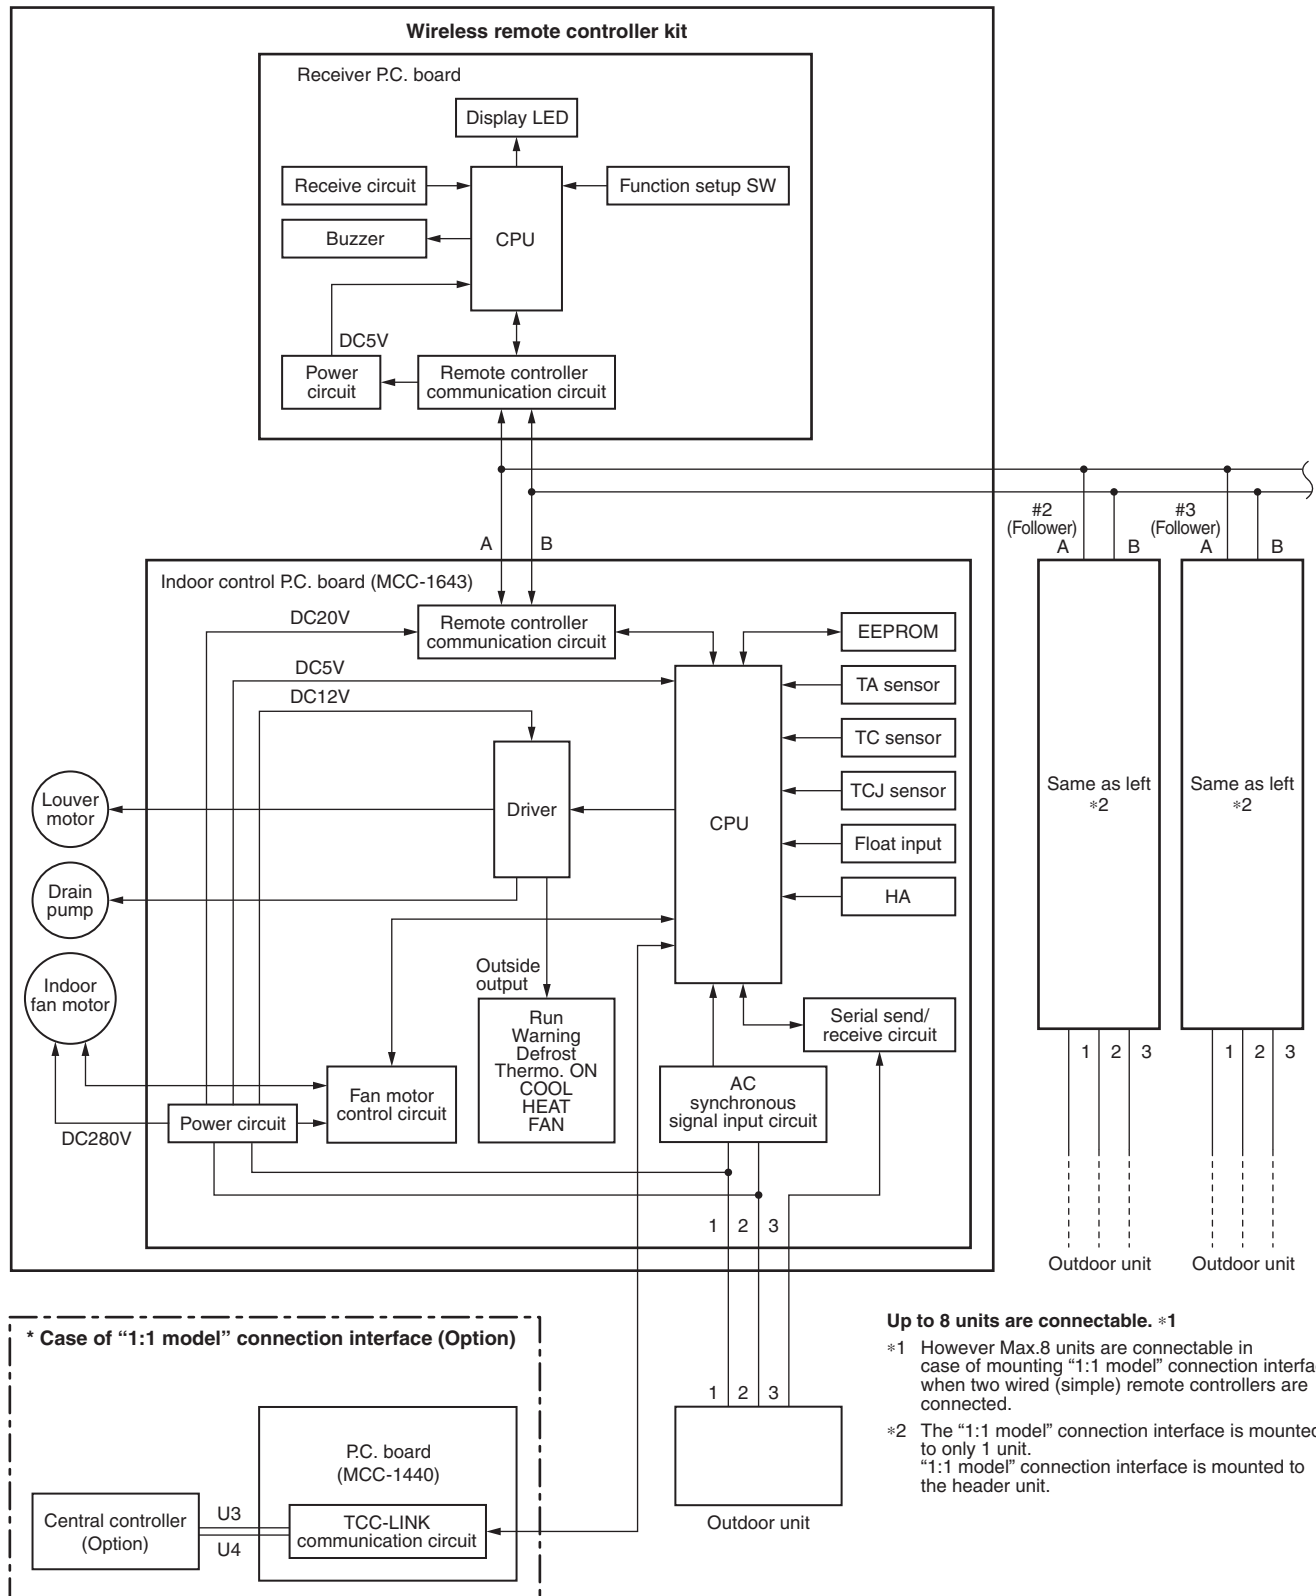 Wireless remote controller kit
Receiver P.C. board
Display LED
Receive circuit
Function setup SW
Buzzer
CPU
DC5V
Power
circuit
Remote controller
communication circuit
#2
(Follower)
#3
(Follower)
A
B
A
B
A
B
Indoor control P.C. board (MCC-1643)
DC20V
Remote controller
communication circuit
EEPROM
DC5V
TA sensor
DC12V
TC sensor
Louver
motor
Driver
CPU
TCJ sensor
Same as left
*2
Same as left
*2
Float input
Drain
pump
HA
Indoor
fan motor
Outside
output
Run
Warning
Defrost
Thermo. ON
COOL
HEAT
FAN
Serial send/
receive circuit
1
2
3
1
2
3
Fan motor
control circuit
AC
synchronous
signal input circuit
Power circuit
DC280V
1
2
3
Outdoor unit
Outdoor unit
* Case of “1:1 model” connection interface (Option)
Up to 8 units are connectable. *1
*1 However Max.8 units are connectable in
case of mounting “1:1 model” connection interfa
when two wired (simple) remote controllers are
connected.
*2 The “1:1 model” connection interface is mounted
to only 1 unit.
“1:1 model” connection interface is mounted to
the header unit.
1
2
3
P.C. board
(MCC-1440)
Central controller
(Option)
U3
U4
TCC-LINK
communication circuit
Outdoor unit